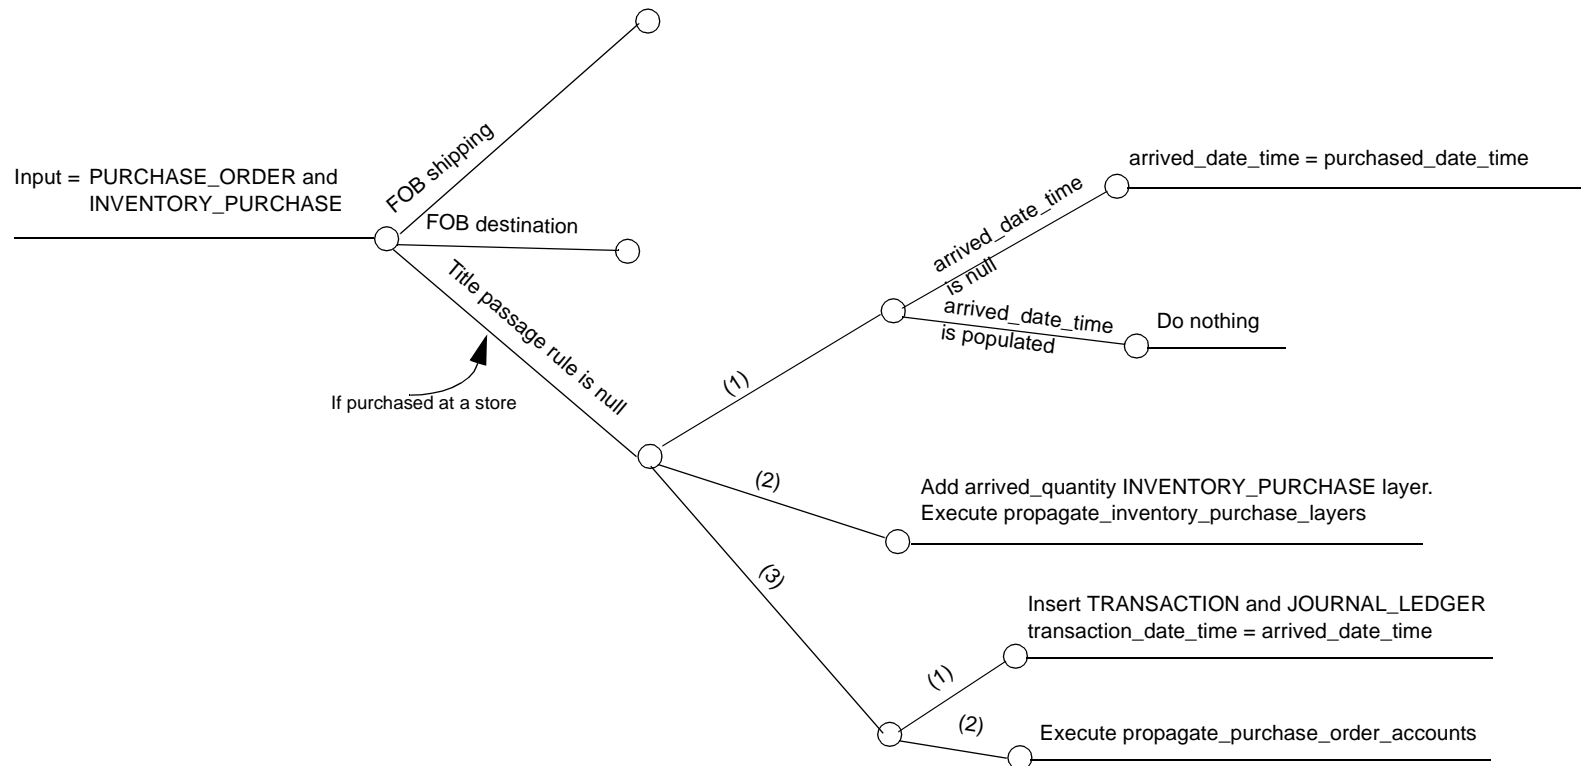 Input = PURCHASE_ORDER and
INVENTORY_PURCHASE
FOB shipping
FOB destination
Title passage rule is null
If purchased at a store
(1)
arrived_date_time
is null
arrived_date_time = purchased_date_time
arrived_date_time
is populated
Do nothing
(2)
Add arrived_quantity INVENTORY_PURCHASE layer.
Execute propagate_inventory_purchase_layers
(3)
(1)
Insert TRANSACTION and JOURNAL_LEDGER
transaction_date_time = arrived_date_time
(2)
Execute propagate_purchase_order_accounts